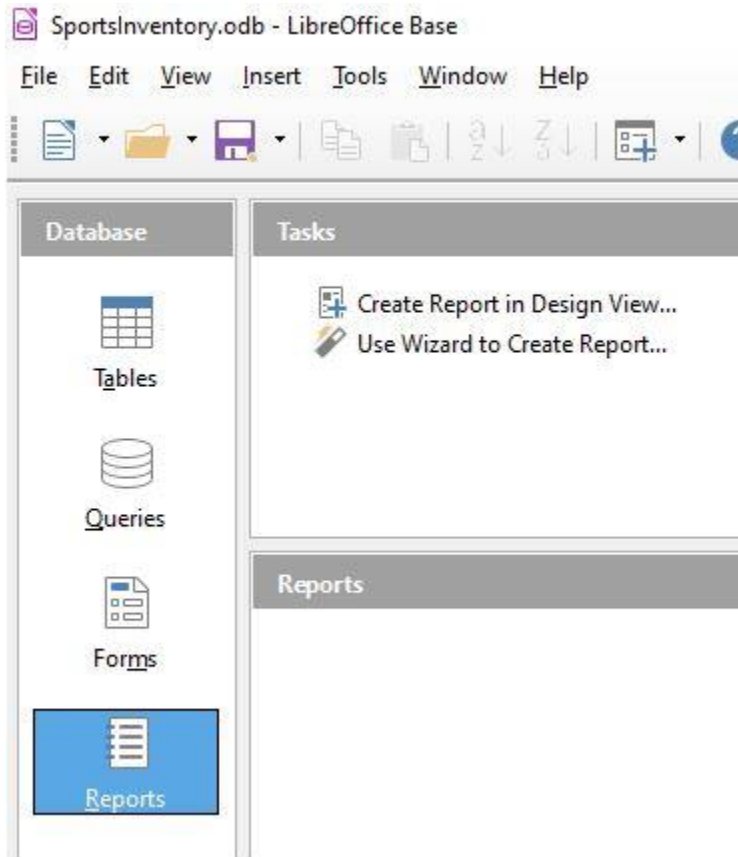 SportsInventory.odb - LibreOffice Base
File Edit View Insert Tools Window Help
Database
Tables
Queries
Forms
Reports
Tasks
Create Report in Design View...
Use Wizard to Create Report...
Reports